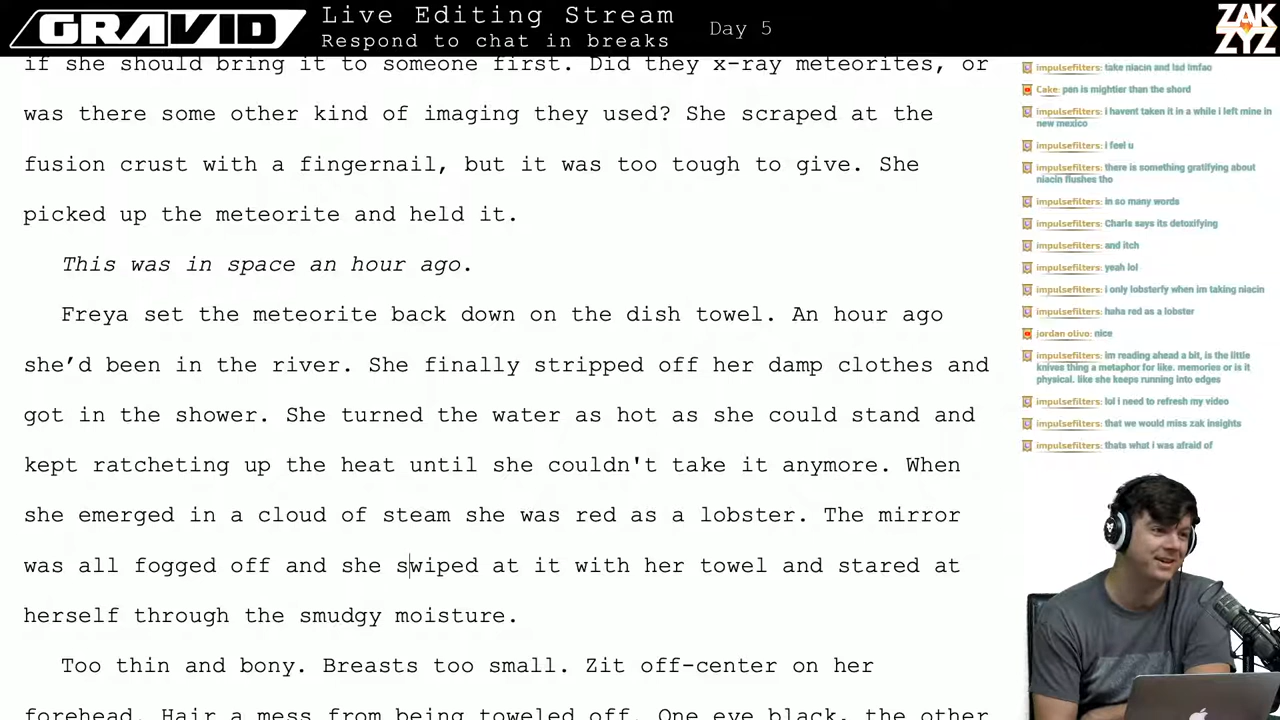 GRAVID
Live Editing Stream
Respond to chat in breaks
Day 5
ZAK
ZYZ
if she should bring it to someone first. Did they x-ray meteorites, or
was there some other kind of imaging they used? She scraped at the
fusion crust with a fingernail, but it was too tough to give. She
picked up the meteorite and held it.
This was in space an hour ago.
Freya set the meteorite back down on the dish towel. An hour ago
she’d been in the river. She finally stripped off her damp clothes and
got in the shower. She turned the water as hot as she could stand and
kept ratcheting up the heat until she couldn't take it anymore. When
she emerged in a cloud of steam she was red as a lobster. The mirror
was all fogged off and she swiped at it with her towel and stared at
herself through the smudgy moisture.
Too thin and bony. Breasts too small. Zit off-center on her
forehead. Hair a mess from being toweled off. One eye black, the other
impulsefilters: take niacin and lsd lmfao
Cake: pen is mightier than the shord
impulsefilters: i havent taken it in a while i left mine in
new mexico
impulsefilters: i feel u
impulsefilters: there is something gratifying about
niacin flushes tho
impulsefilters: in so many words
impulsefilters: Charls says its detoxifying
impulsefilters: and itch
impulsefilters: yeah lol
impulsefilters: i only lobsterfy when im taking niacin
impulsefilters: haha red as a lobster
jordan olivo: nice
impulsefilters: im reading ahead a bit, is the little
knives thing a metaphor for like. memories or is it
physical. like she keeps running into edges
impulsefilters: lol i need to refresh my video
impulsefilters: that we would miss zak insights
impulsefilters: thats what i was afraid of